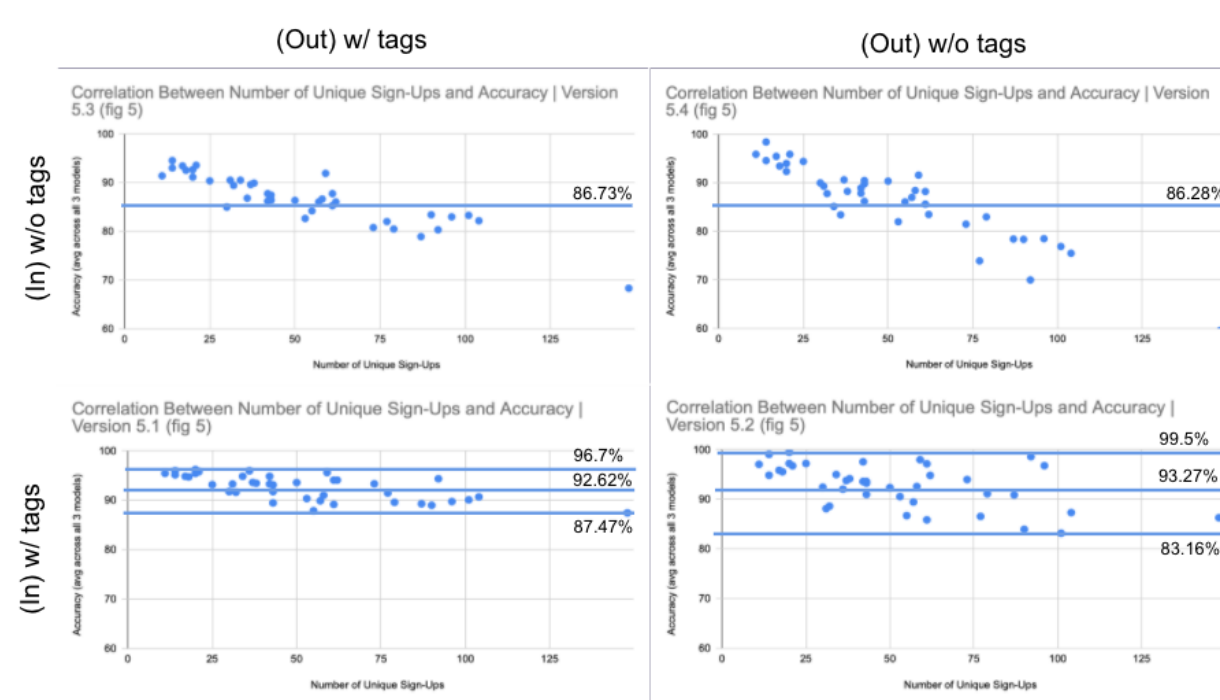 (Out) w/ tags
(Out) w/o tags
(In) w/o tags
Correlation Between Number of Unique Sign-Ups and Accuracy | Version
5.3 (fig 5)
Accuracy (avg across all 3 models)
100
90
80
70
60
86.73%
0
25
50
75
100
125
Number of Unique Sign-Ups
Correlation Between Number of Unique Sign-Ups and Accuracy | Version
5.4 (fig 5)
Accuracy (avg across all 3 models)
100
90
80
70
60
86.28%
0
25
50
75
100
125
Number of Unique Sign-Ups
(In) w/ tags
Correlation Between Number of Unique Sign-Ups and Accuracy |
Version 5.1 (fig 5)
Accuracy (avg across all 3 models)
100
90
80
70
60
96.7%
92.62%
87.47%
0
25
50
75
100
125
Number of Unique Sign-Ups
Correlation Between Number of Unique Sign-Ups and Accuracy |
Version 5.2 (fig 5)
Accuracy (avg across all 3 models)
100
90
80
70
60
99.5%
93.27%
83.16%
0
25
50
75
100
125
Number of Unique Sign-Ups